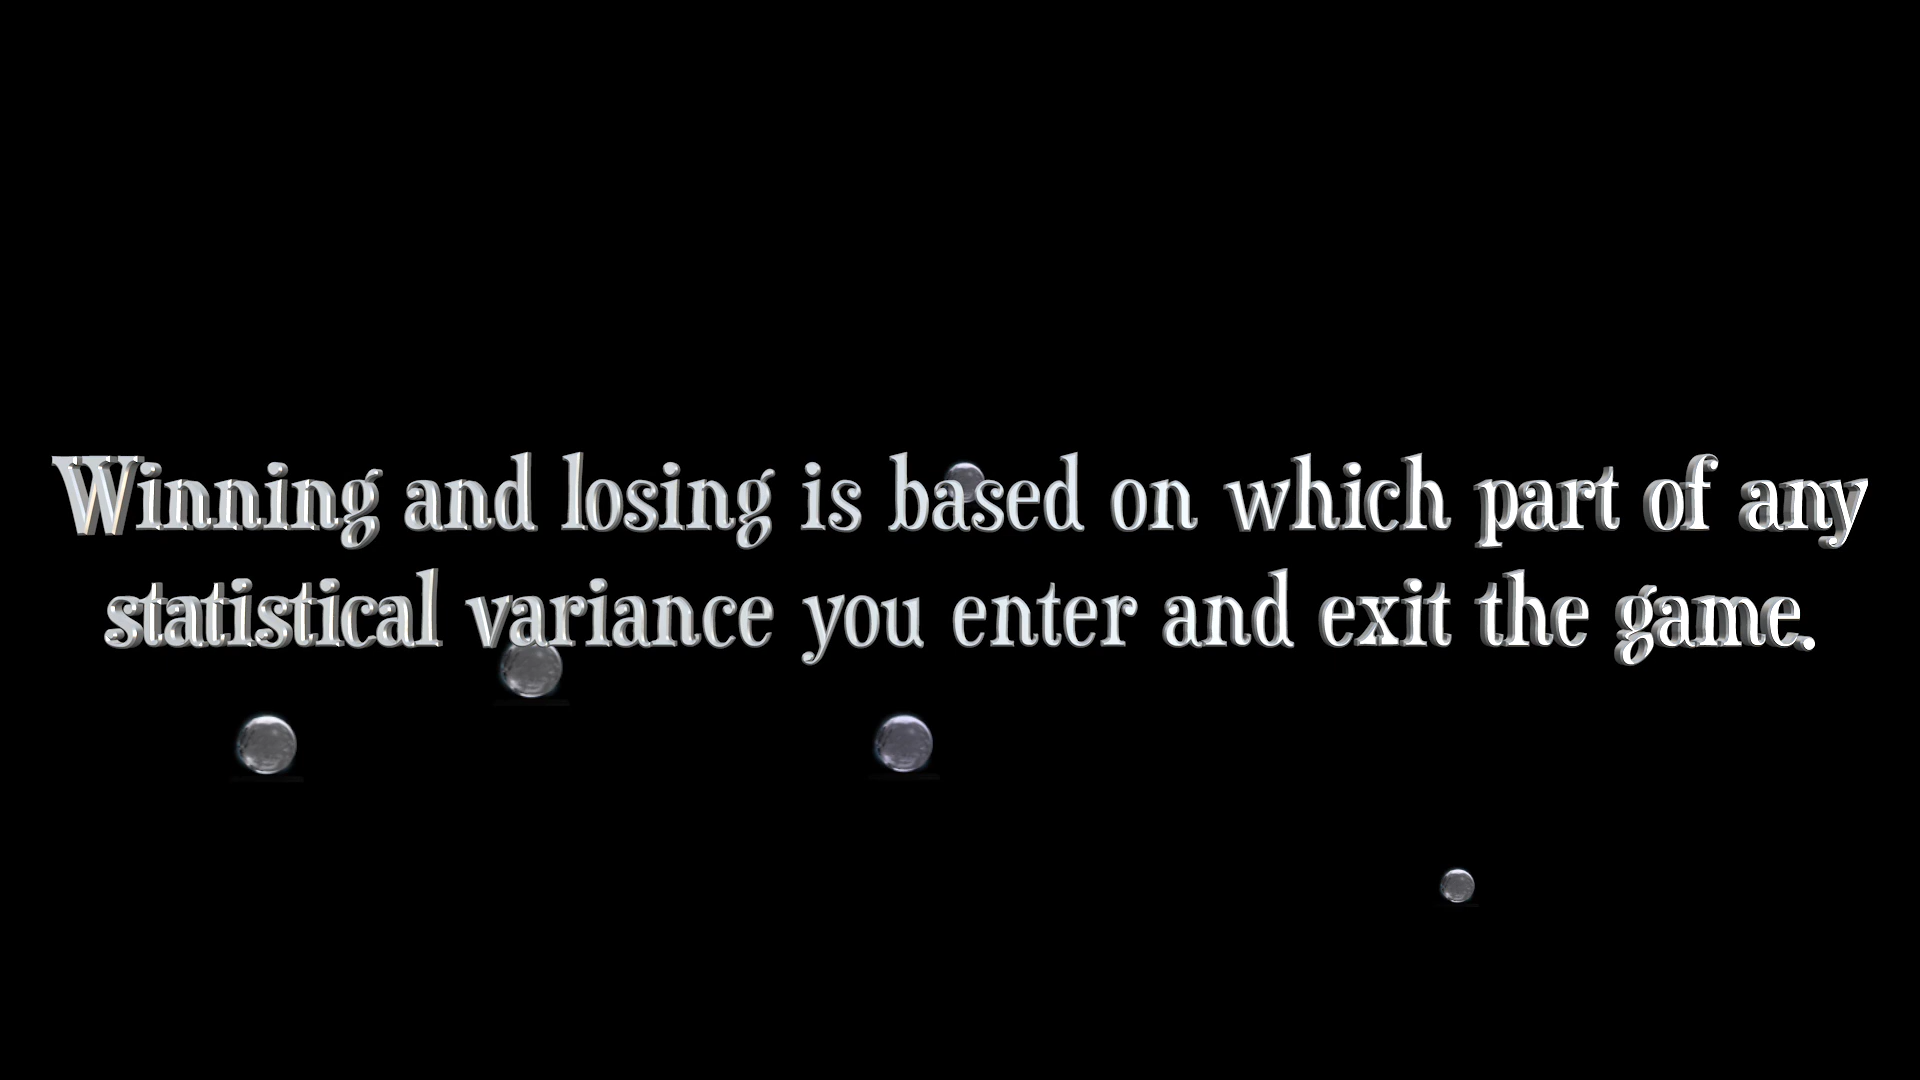 Winning and losing is based on which part of any
statistical variance you enter and exit the game.